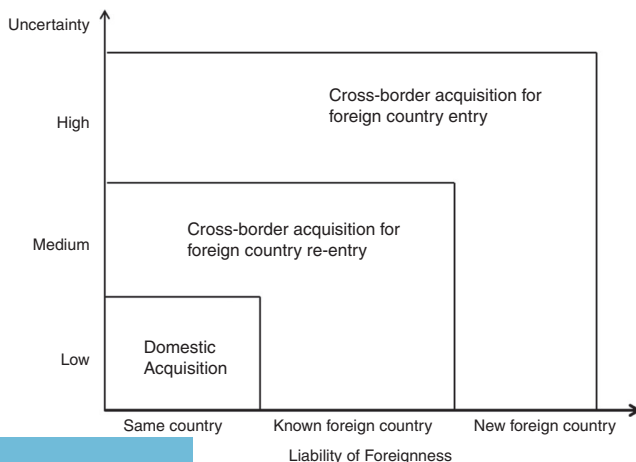 Uncertainty
High
Cross-border acquisition for
foreign country entry
Medium
Cross-border acquisition for
foreign country re-entry
Low
Domestic
Acquisition
Same country
Known foreign country
New foreign country
Liability of Foreignness